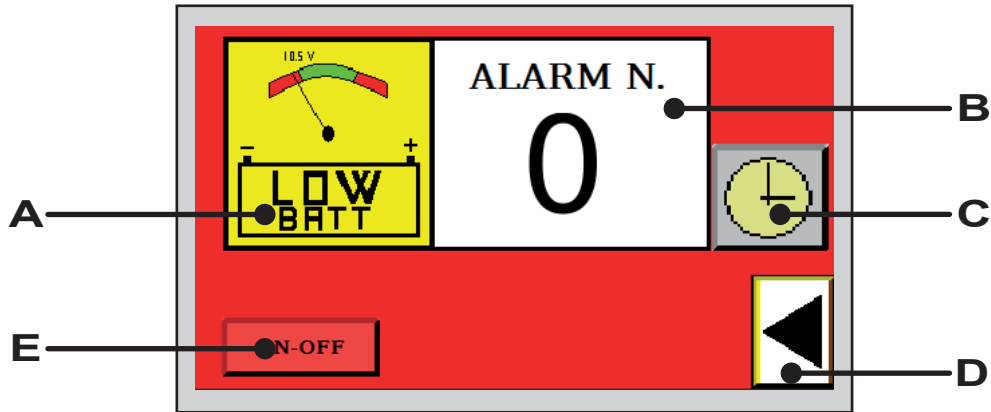 10.5 V
ALARM N.
B
0
- +
LOW
BATT
A
C
E
N-OFF
D